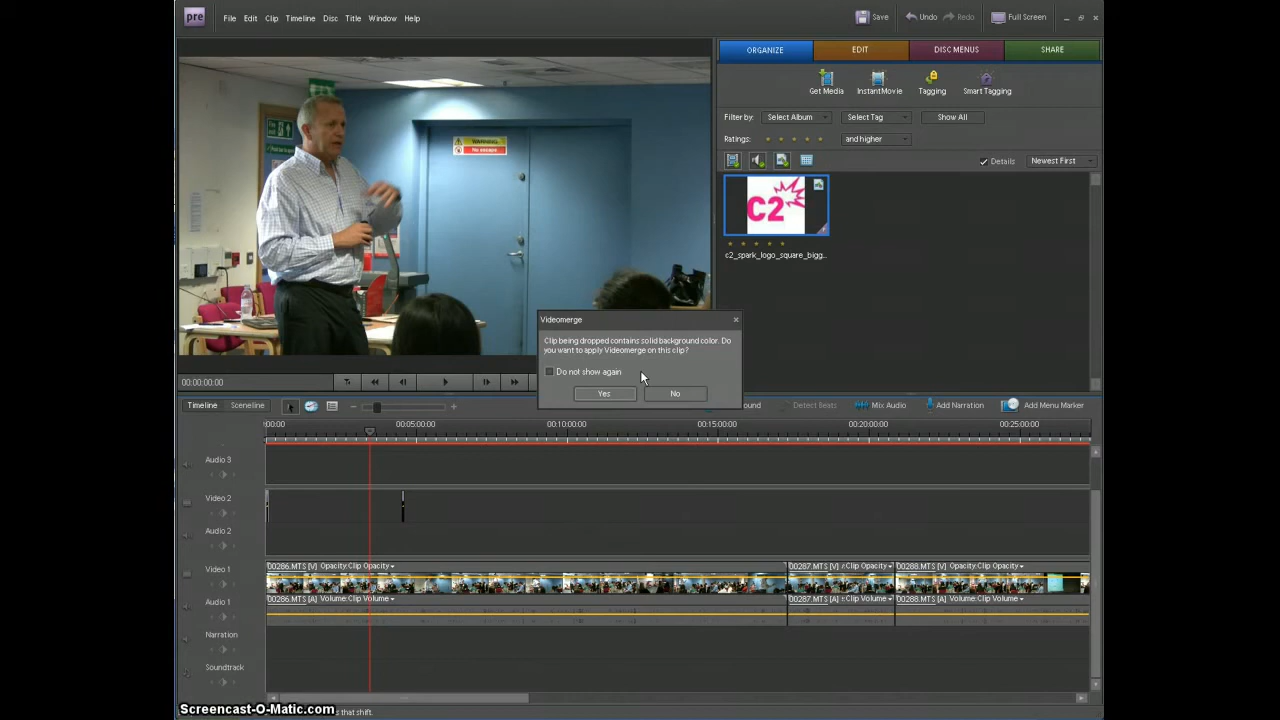 pre File Edit Clip Timeline Disc Title Window Help Save Undo Redo Full Screen
ORGANIZE EDIT DISC MENUS SHARE
Get Media InstantMovie Tagging Smart Tagging
Filter by: Select Album Select Tag Show All
Ratings: and higher
Details Newest First
C2
c2_spark_logo_square_bigg..
WARNING
No escape
Videomerge
Clip being dropped contains solid background color. Do
you want to apply Videomerge on this clip?
Do not show again
Yes No
00:00:00:00
Timeline Sceneline ound Detect Beats Mix Audio Add Narration Add Menu Marker
:00:00 00:05:00:00 00:10:00:00 00:15:00:00 00:20:00:00 00:25:00:00
Audio 3
Video 2
Audio 2
Video 1
00286.MTS [V] Opacity:Clip Opacity 00287.MTS [V] Clip Opacity 00288.MTS [V] Opacity:Clip Opacity
Audio 1
00286.MTS [A] Volume:Clip Volume 00287.MTS [A] Clip Volume 00288.MTS [A] Volume:Clip Volume
Narration
Soundtrack
Screencast-O-Matic.com
s that shift.